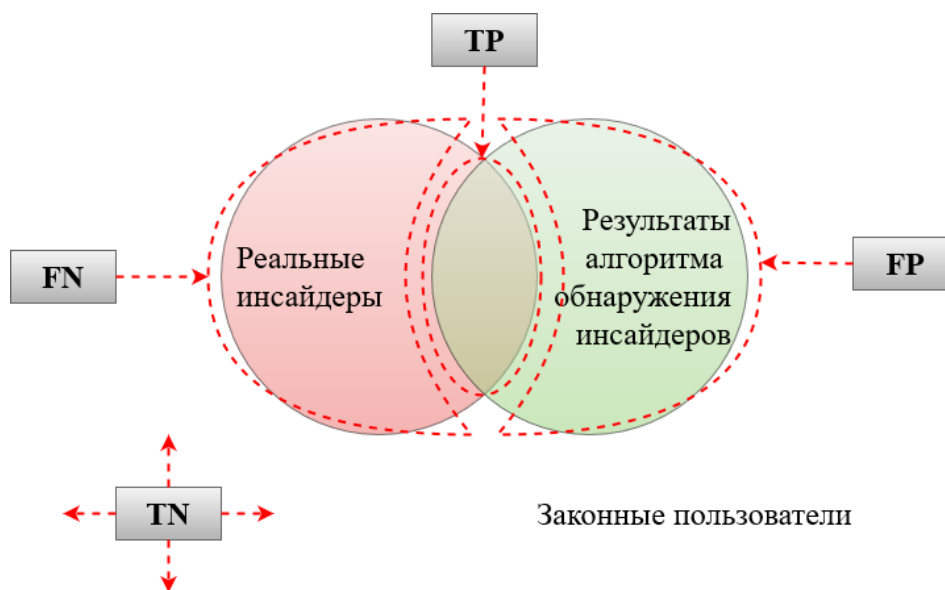 TP
FN
Реальные
инсайдеры
Результаты
алгоритма
обнаружения
инсайдеров
FP
TN
Законные пользователи